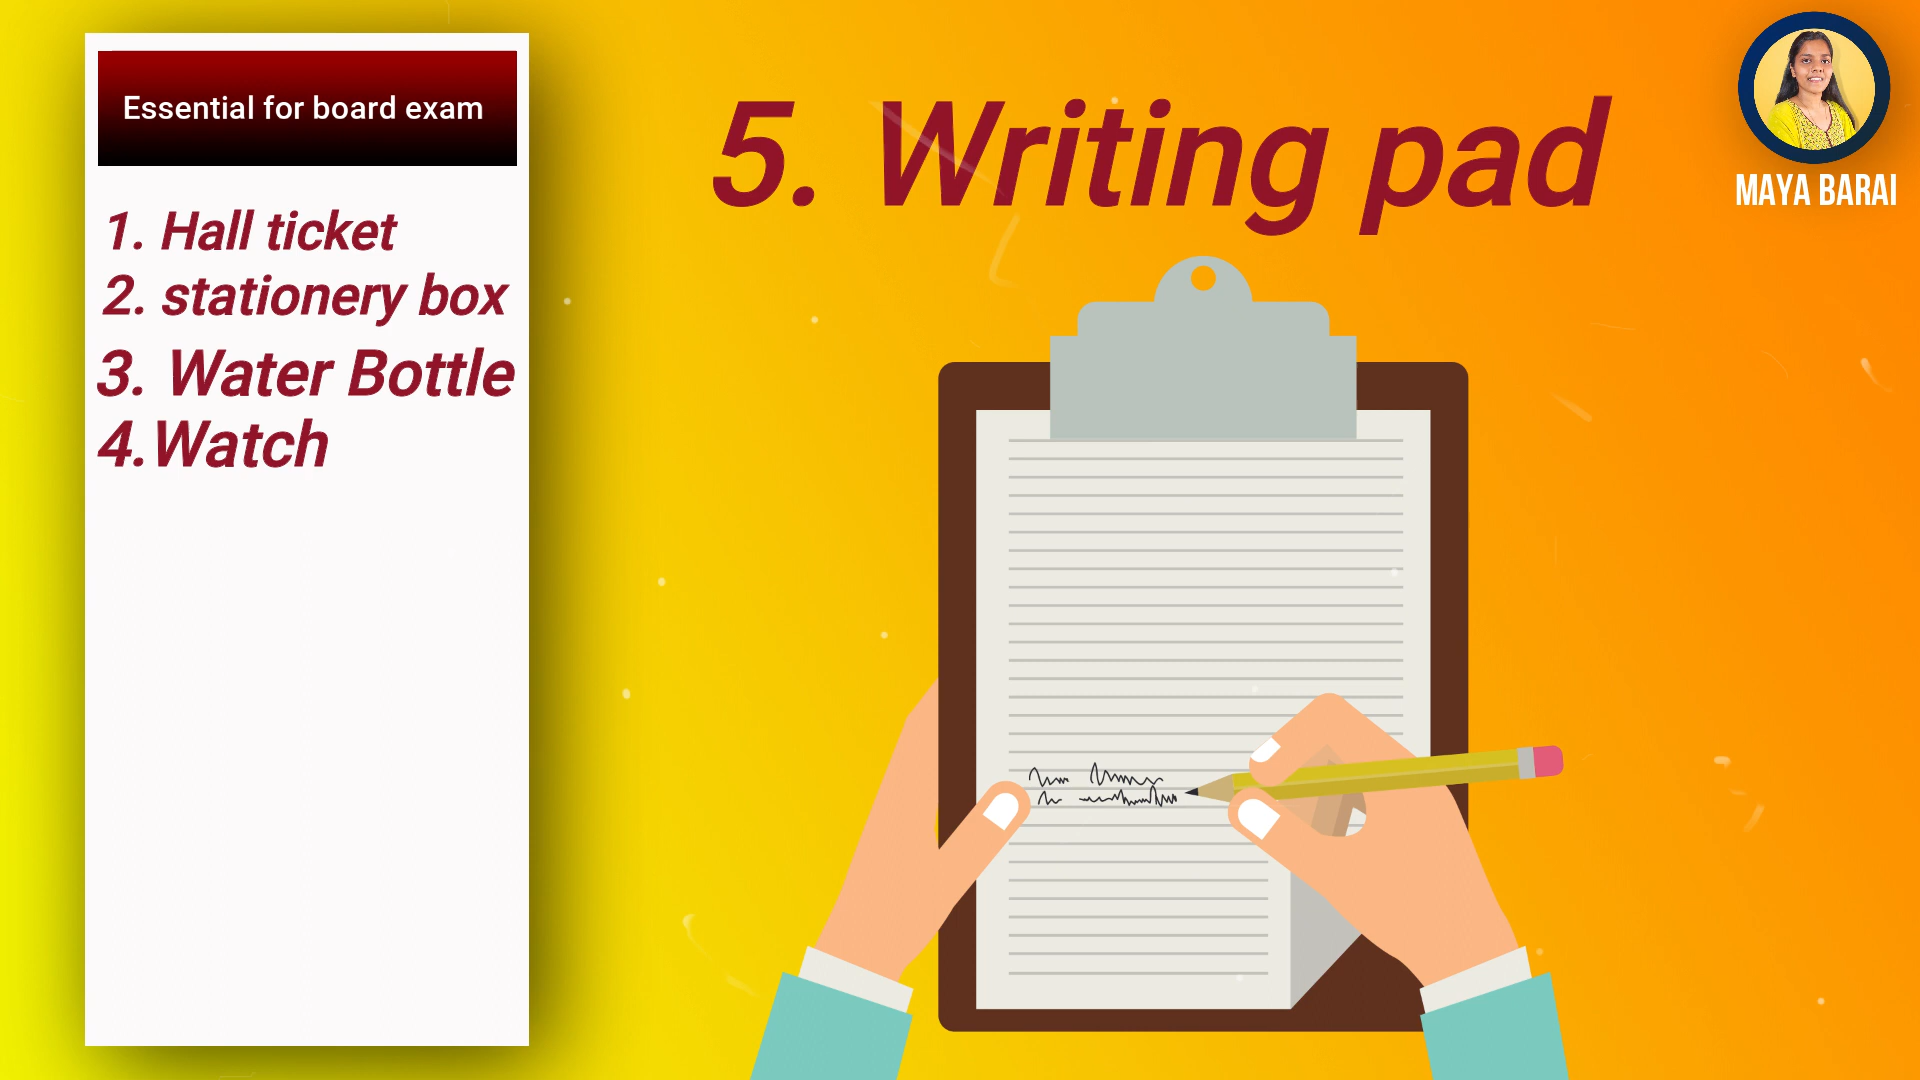 Essential for board exam
1. Hall ticket
2. stationery box
3. Water Bottle
4.Watch
5. Writing pad
MAYA BARAI